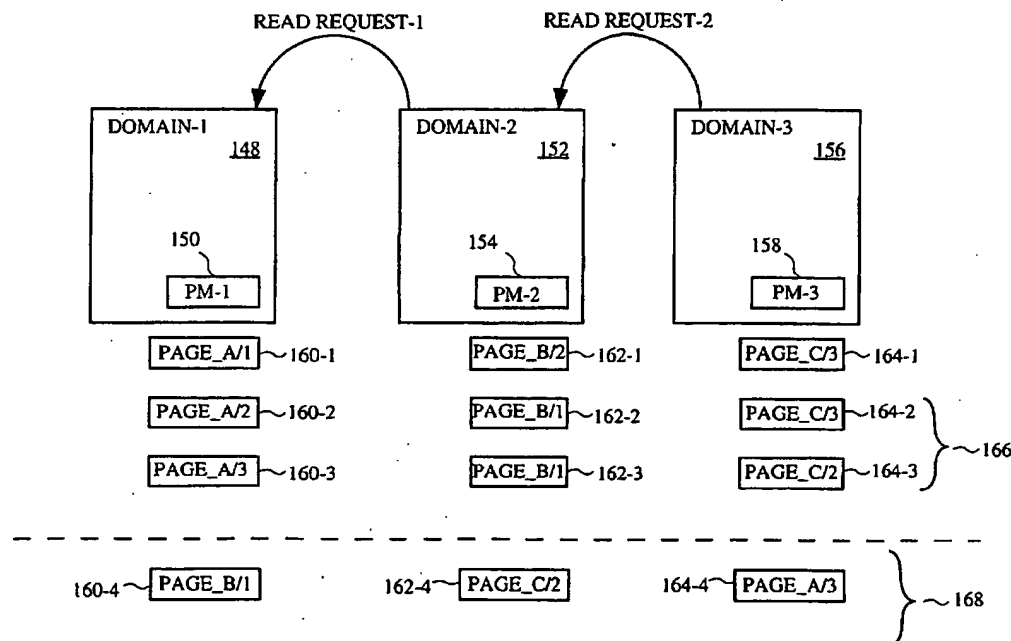 READ REQUEST-1 READ REQUEST-2
DOMAIN-1 DOMAIN-2 DOMAIN-3
148 152 156
150 154 158
PM-1 PM-2 PM-3
PAGE_A/1 160-1 PAGE_B/2 162-1 PAGE_C/3 164-1
PAGE_A/2 160-2 PAGE_B/1 162-2 PAGE_C/3 164-2
166
PAGE_A/3 160-3 PAGE_B/1 162-3 PAGE_C/2 164-3
160-4 PAGE_B/1 162-4 PAGE_C/2 164-4 PAGE_A/3
168